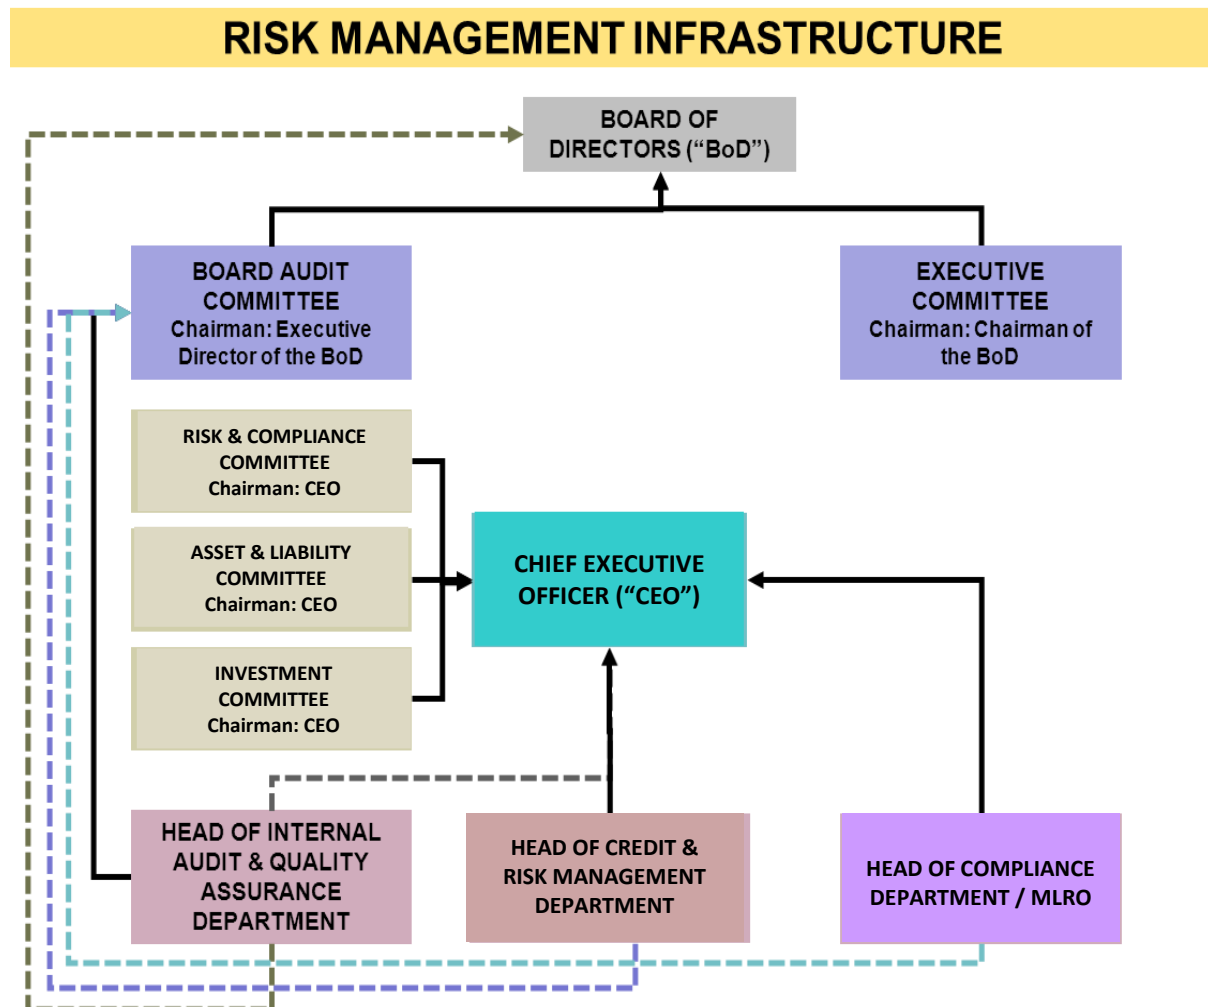 RISK MANAGEMENT INFRASTRUCTURE
BOARD OF
DIRECTORS (“BoD”)
BOARD AUDIT
COMMITTEE
Chairman: Executive
Director of the BoD
EXECUTIVE
COMMITTEE
Chairman: Chairman of
the BoD
RISK & COMPLIANCE
COMMITTEE
Chairman: CEO
ASSET & LIABILITY
COMMITTEE
Chairman: CEO
INVESTMENT
COMMITTEE
Chairman: CEO
CHIEF EXECUTIVE
OFFICER (“CEO”)
HEAD OF INTERNAL
AUDIT & QUALITY
ASSURANCE
DEPARTMENT
HEAD OF CREDIT &
RISK MANAGEMENT
DEPARTMENT
HEAD OF COMPLIANCE
DEPARTMENT / MLRO